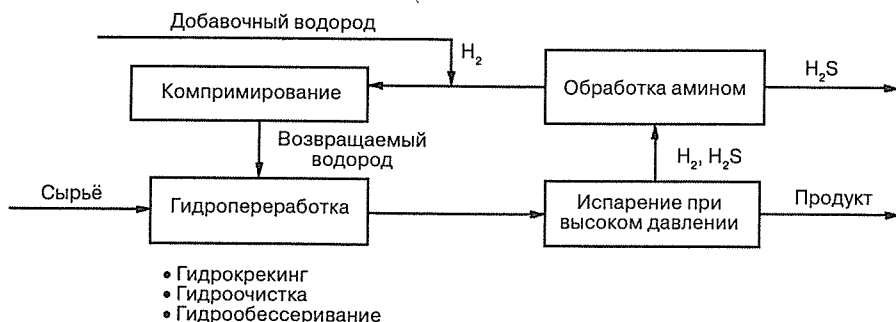 Добавочный водород
H₂
Компримирование
Обработка амином
H₂S
Возвращаемый
водород
H₂, H₂S
Сырьё
Гидропереработка
Испарение при
высоком давлении
Продукт
• Гидрокрекинг
• Гидроочистка
• Гидрообессеривание